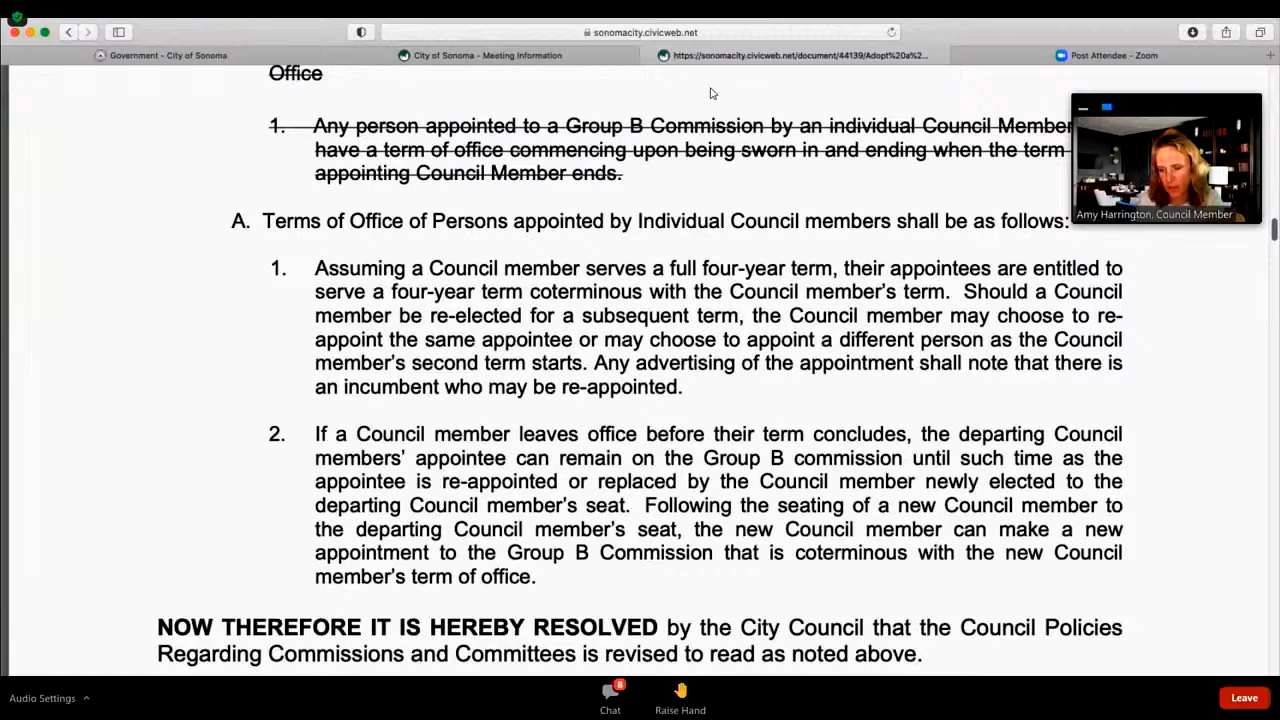 sonomacity.civicweb.net
Government - City of Sonoma
City of Sonoma - Meeting Information
https://sonomacity.civicweb.net/document/44139/Adopt%20a%2...
Post Attendee - Zoom
Office
1. Any person appointed to a Group B Commission by an individual Council Member
have a term of office commencing upon being sworn in and ending when the term
appointing Council Member ends.
Amy Harrington, Council Member
A. Terms of Office of Persons appointed by Individual Council members shall be as follows:
1. Assuming a Council member serves a full four-year term, their appointees are entitled to
serve a four-year term coterminous with the Council member's term. Should a Council
member be re-elected for a subsequent term, the Council member may choose to re-
appoint the same appointee or may choose to appoint a different person as the Council
member's second term starts. Any advertising of the appointment shall note that there is
an incumbent who may be re-appointed.
2. If a Council member leaves office before their term concludes, the departing Council
members' appointee can remain on the Group B commission until such time as the
appointee is re-appointed or replaced by the Council member newly elected to the
departing Council member's seat. Following the seating of a new Council member to
the departing Council member's seat, the new Council member can make a new
appointment to the Group B Commission that is coterminous with the new Council
member's term of office.
NOW THEREFORE IT IS HEREBY RESOLVED by the City Council that the Council Policies
Regarding Commissions and Committees is revised to read as noted above.
Audio Settings
8
Chat
Raise Hand
Leave